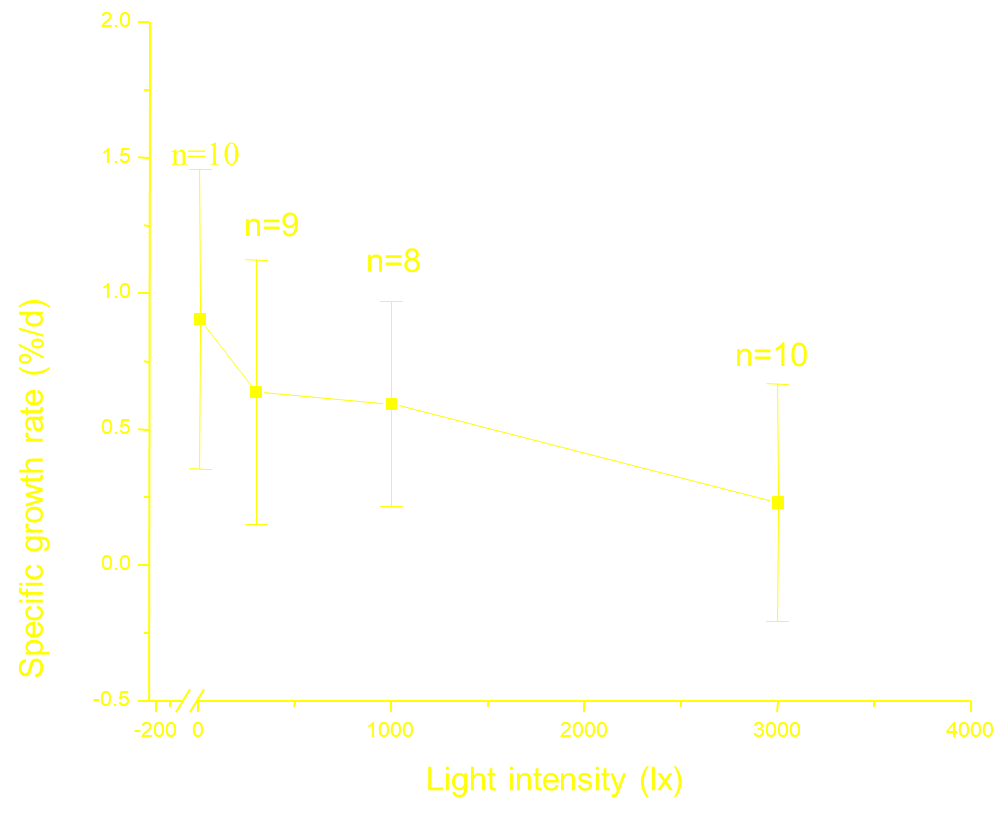 2.0
1.5
1.0
0.5
0.0
-0.5
n=10
n=9
n=8
n=10
Specific growth rate (%/d)
-200 0 1000 2000 3000 4000
Light intensity (lx)